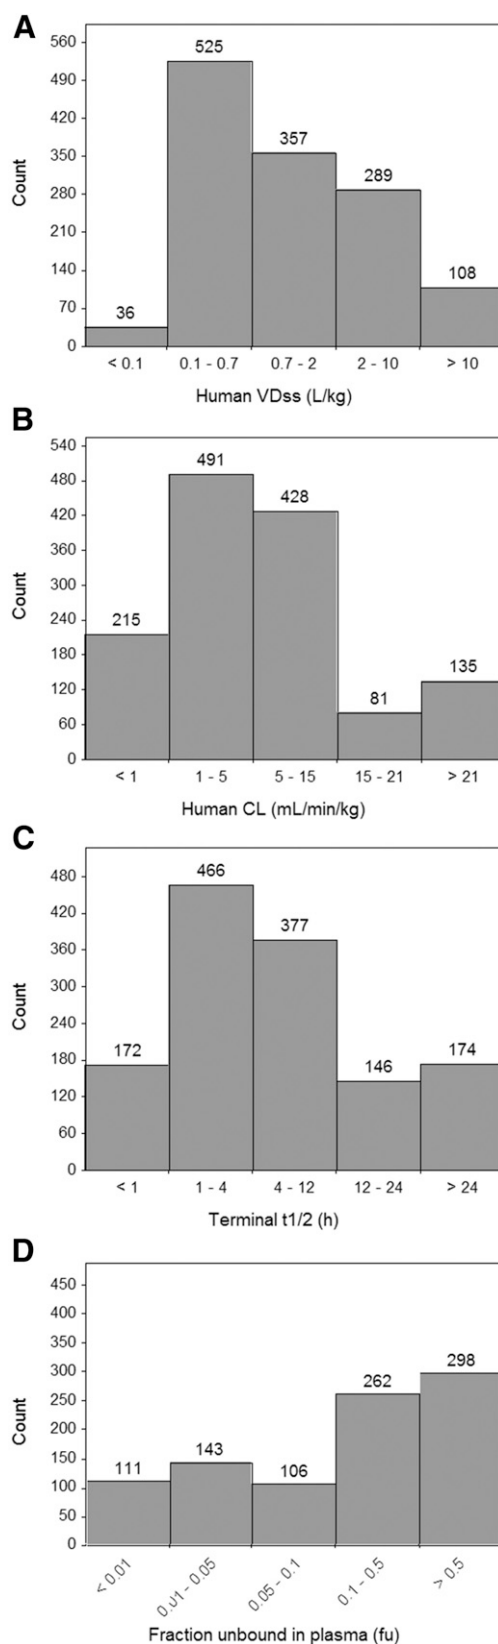 A
560
490
420
350
280
210
140
70
0
Count
36
525
357
289
108
< 0.1
0.1 - 0.7
0.7 - 2
2 - 10
> 10
Human VDss (L/kg)
B
540
480
420
360
300
240
180
120
60
0
Count
215
491
428
81
135
< 1
1 - 5
5 - 15
15 - 21
> 21
Human CL (mL/min/kg)
C
480
420
360
300
240
180
120
60
0
Count
172
466
377
146
174
< 1
1 - 4
4 - 12
12 - 24
> 24
Terminal t1/2 (h)
D
450
400
350
300
250
200
150
100
50
0
Count
111
143
106
262
298
< 0.01
0.01 - 0.05
0.05 - 0.1
0.1 - 0.5
> 0.5
Fraction unbound in plasma (fu)